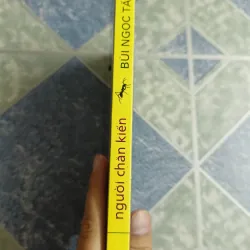 người chăn kiến
BÙI NGỌC TẤ